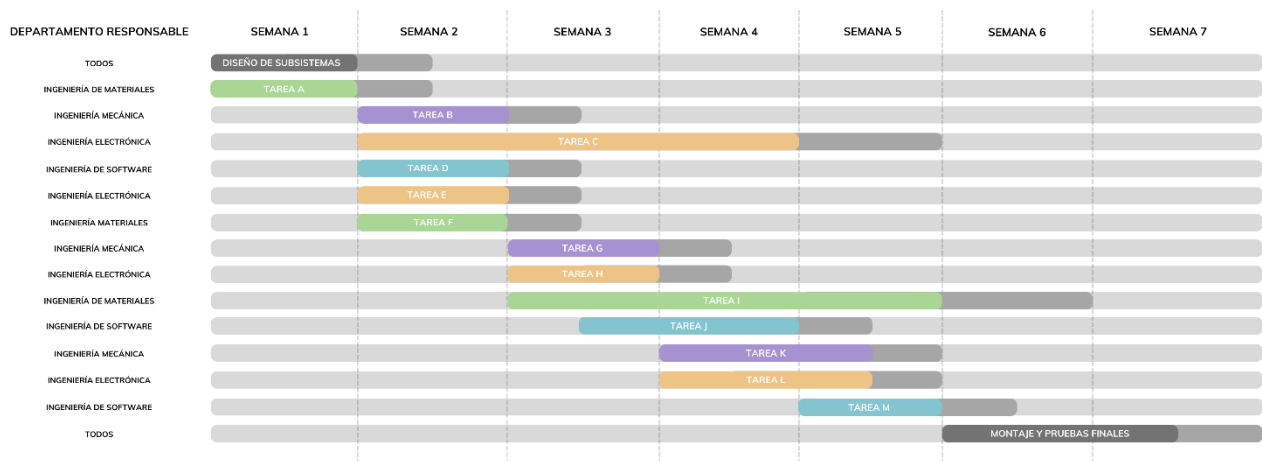 DEPARTAMENTO RESPONSABLE SEMANA 1 SEMANA 2 SEMANA 3 SEMANA 4 SEMANA 5 SEMANA 6 SEMANA 7
TODOS DISEÑO DE SUBSISTEMAS
INGENIERÍA DE MATERIALES TAREA A
INGENIERÍA MECÁNICA TAREA B
INGENIERÍA ELECTRÓNICA TAREA C
INGENIERÍA DE SOFTWARE TAREA D
INGENIERÍA ELECTRÓNICA TAREA E
INGENIERÍA MATERIALES TAREA F
INGENIERÍA MECÁNICA TAREA G
INGENIERÍA ELECTRÓNICA TAREA H
INGENIERÍA DE MATERIALES TAREA I
INGENIERÍA DE SOFTWARE TAREA J
INGENIERÍA MECÁNICA TAREA K
INGENIERÍA ELECTRÓNICA TAREA L
INGENIERÍA DE SOFTWARE TAREA M
TODOS MONTAJE Y PRUEBAS FINALES